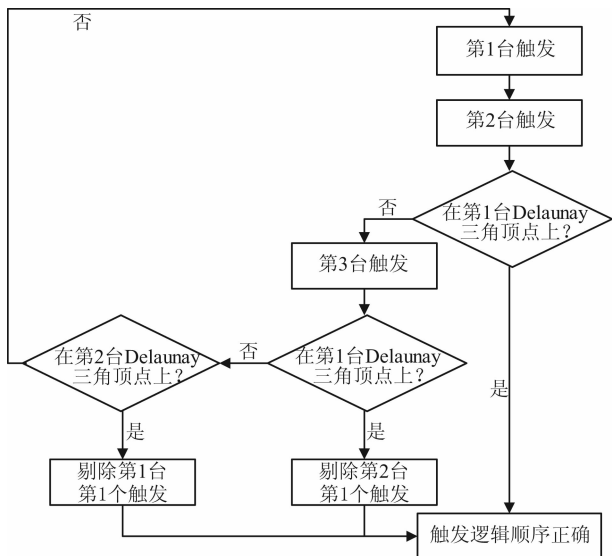 否
第1台触发
第2台触发
在第1台Delaunay
三角顶点上？
否
第3台触发
在第2台Delaunay
三角顶点上？
否
在第1台Delaunay
三角顶点上？
是
是
是
剔除第1台
第1个触发
剔除第2台
第1个触发
触发逻辑顺序正确